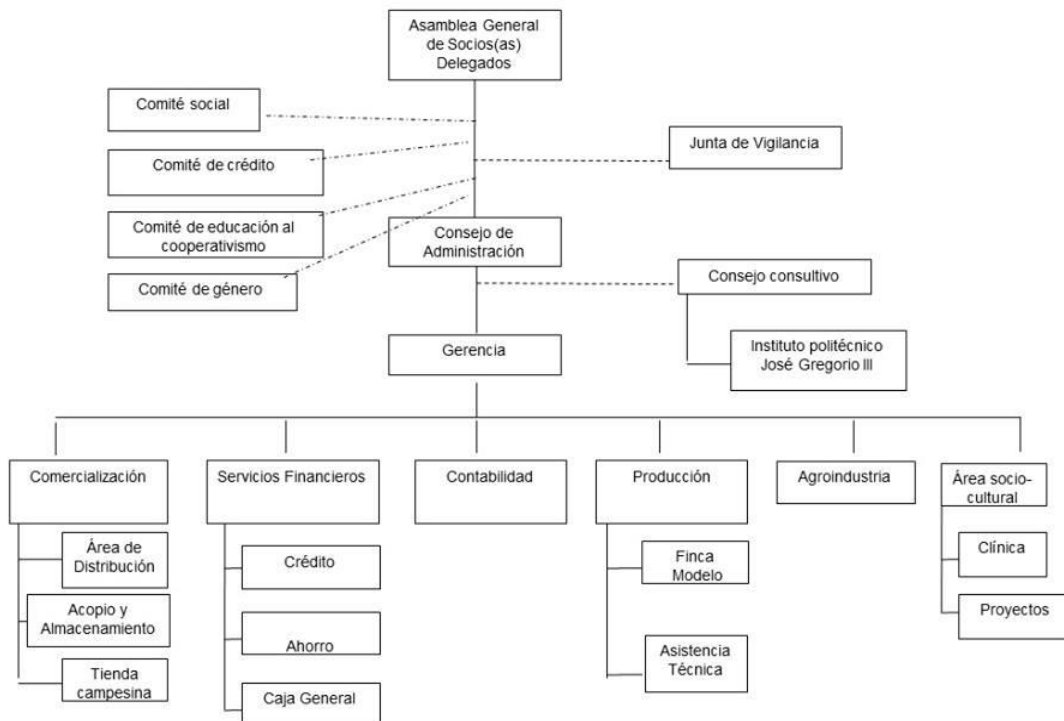 Asamblea General
de Socios(as)
Delegados
Comité social
Junta de Vigilancia
Comité de crédito
Comité de educación al
cooperativismo
Consejo de
Administración
Comité de género
Consejo consultivo
Gerencia
Instituto politécnico
José Gregorio III
Comercialización
Servicios Financieros
Contabilidad
Producción
Agroindustria
Área socio-
cultural
Área de
Distribución
Acopio y
Almacenamiento
Tienda
campesina
Crédito
Ahorro
Caja General
Finca
Modelo
Asistencia
Técnica
Clínica
Proyectos